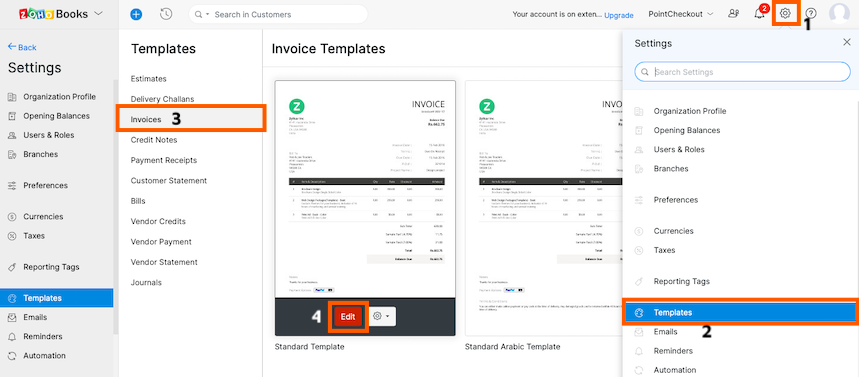 ZOHO Books
Search in Customers
Your account is on exten... Upgrade
PointCheckout
2
1
Back
Settings
Organization Profile
Opening Balances
Users & Roles
Branches
Preferences
Currencies
Taxes
Reporting Tags
Templates
Emails
Reminders
Automation
Templates
Estimates
Delivery Challans
Invoices 3
Credit Notes
Payment Receipts
Customer Statement
Bills
Vendor Credits
Vendor Payment
Vendor Statement
Journals
Invoice Templates
INVOICE
Rs.662.75
4 Edit
Standard Template
INVOICE
Standard Arabic Template
Settings
Search Settings
Organization Profile
Opening Balances
Users & Roles
Branches
Preferences
Currencies
Taxes
Reporting Tags
Templates
2
Emails
Reminders
Automation